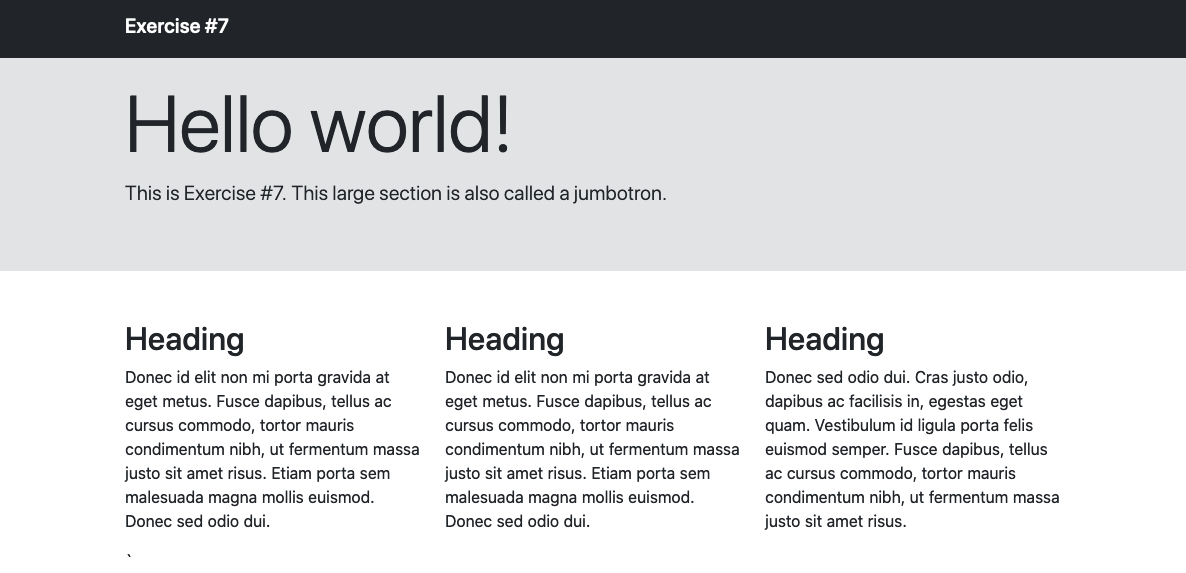 Exercise #7
Hello world!
This is Exercise #7. This large section is also called a jumbotron.
Heading
Donec id elit non mi porta gravida at
eget metus. Fusce dapibus, tellus ac
cursus commodo, tortor mauris
condimentum nibh, ut fermentum massa
justo sit amet risus. Etiam porta sem
malesuada magna mollis euismod.
Donec sed odio dui.
Heading
Donec id elit non mi porta gravida at
eget metus. Fusce dapibus, tellus ac
cursus commodo, tortor mauris
condimentum nibh, ut fermentum massa
justo sit amet risus. Etiam porta sem
malesuada magna mollis euismod.
Donec sed odio dui.
Heading
Donec sed odio dui. Cras justo odio,
dapibus ac facilisis in, egestas eget
quam. Vestibulum id ligula porta felis
euismod semper. Fusce dapibus, tellus
ac cursus commodo, tortor mauris
condimentum nibh, ut fermentum massa
justo sit amet risus.
`